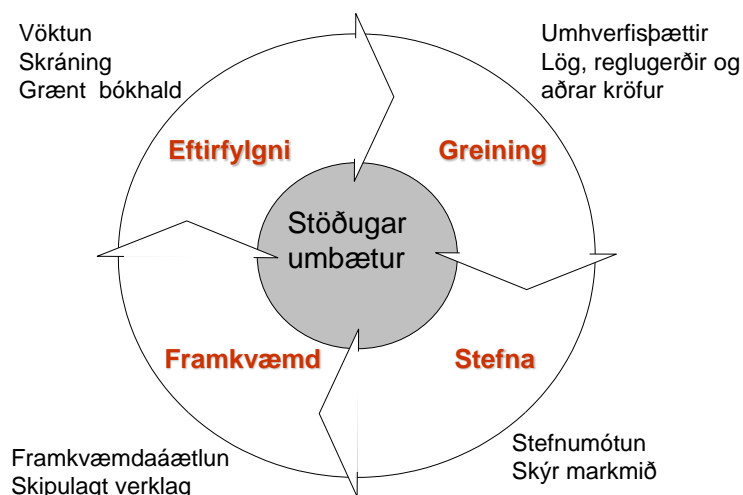 Vöktun
Skráning
Grænt bókhald
Umhverfisþættir
Lög, reglugerðir og
aðrar kröfur
Eftirfylgni
Greining
Stöðugar
umbætur
Framkvæmd
Stefna
Framkvæmdaáætlun
Skipulagt verklag
Stefnumótun
Skýr markmið